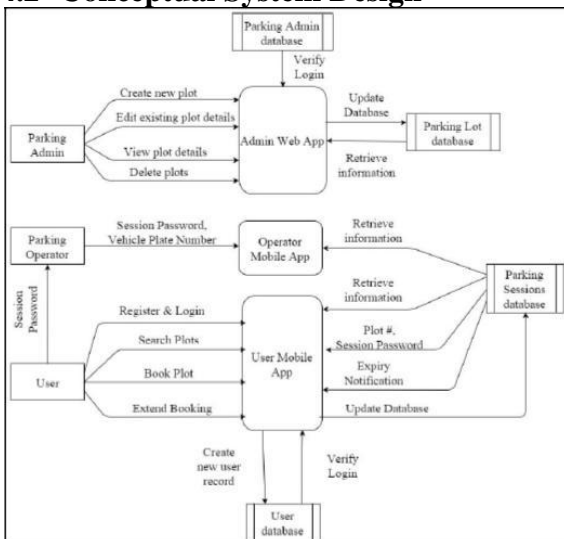 4.2 Conceptual System Design
Parking Admin
database
Verify
Login
Create new plot
Edit existing plot details
View plot details
Delete plots
Parking
Admin
Admin Web App
Update
Database
Retrieve
information
Parking Lot
database
Session Password,
Vehicle Plate Number
Parking
Operator
Operator
Mobile App
Retrieve
information
Session
Password
Retrieve
information
Parking
Sessions
database
Register & Login
Search Plots
Book Plot
Extend Booking
User
User Mobile
App
Plot #,
Session Password
Expiry
Notification
Update Database
Create
new user
record
Verify
Login
User
database